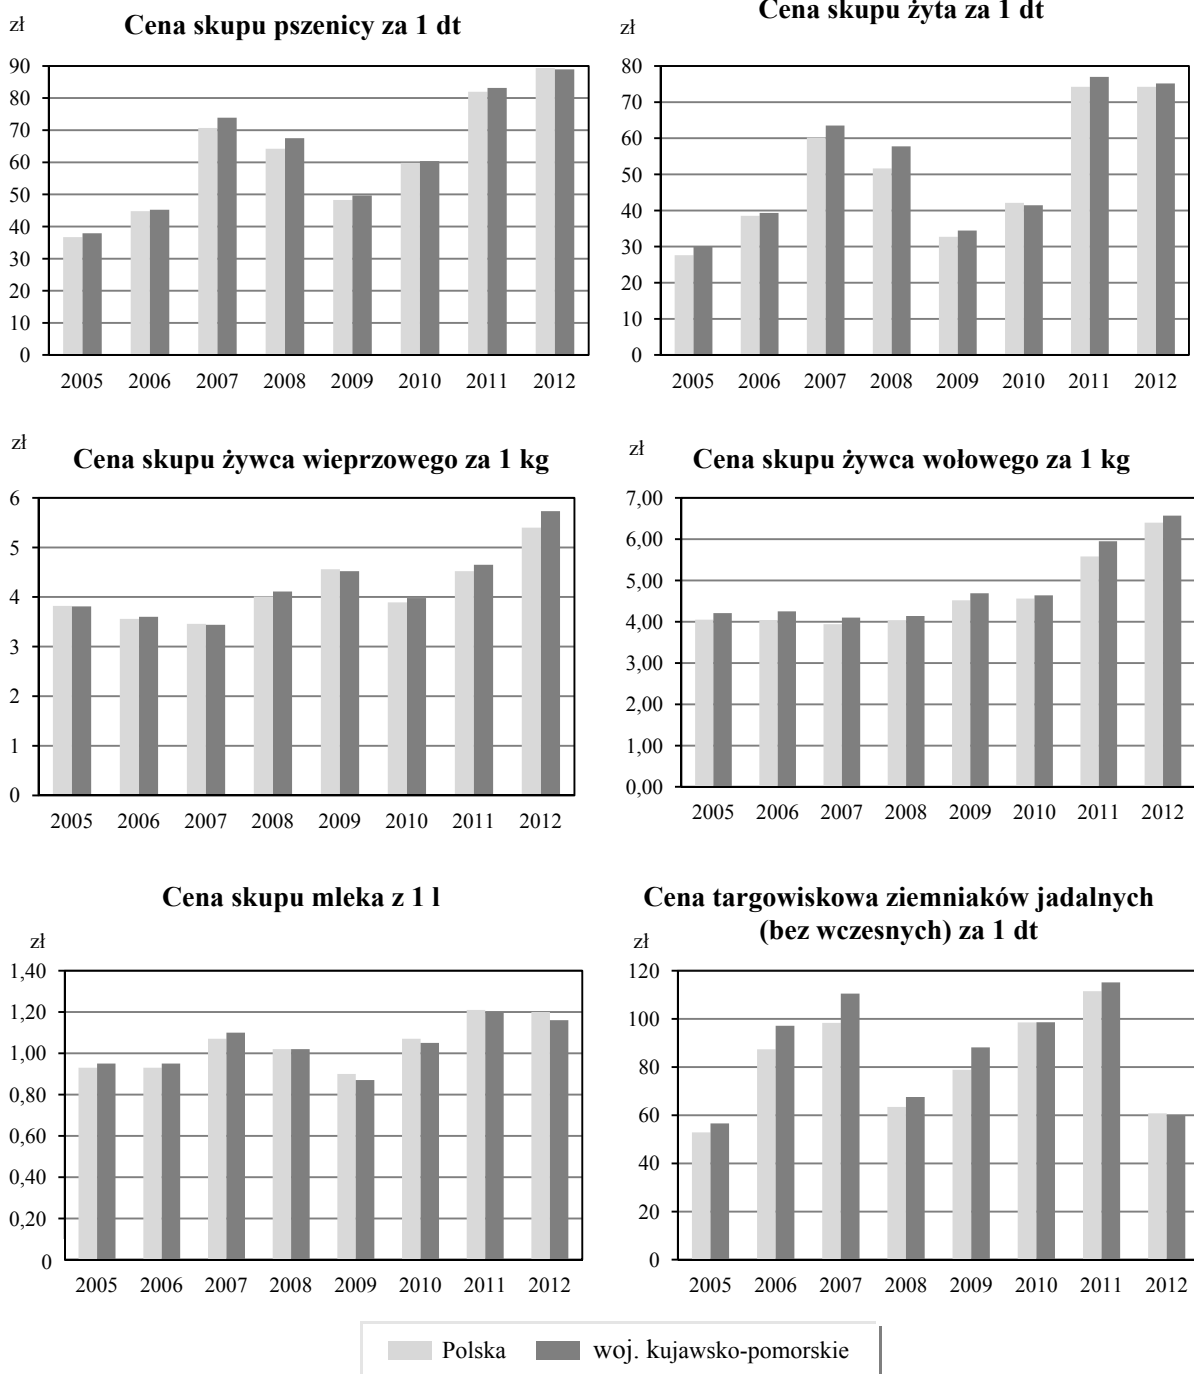 zł
Cena skupu pszenicy za 1 dt
90
80
70
60
50
40
30
20
10
0
2005 2006 2007 2008 2009 2010 2011 2012
zł
Cena skupu żyta za 1 dt
80
70
60
50
40
30
20
10
0
2005 2006 2007 2008 2009 2010 2011 2012
zł
Cena skupu żywca wieprzowego za 1 kg
6
5
4
3
2
1
0
2005 2006 2007 2008 2009 2010 2011 2012
zł
Cena skupu żywca wołowego za 1 kg
7,00
6,00
5,00
4,00
3,00
2,00
1,00
0,00
2005 2006 2007 2008 2009 2010 2011 2012
Cena skupu mleka z 1 l
zł
1,40
1,20
1,00
0,80
0,60
0,40
0,20
0
2005 2006 2007 2008 2009 2010 2011 2012
Cena targowiskowa ziemniaków jadalnych
(bez wczesnych) za 1 dt
zł
120
100
80
60
40
20
0
2005 2006 2007 2008 2009 2010 2011 2012
Polska woj. kujawsko-pomorskie